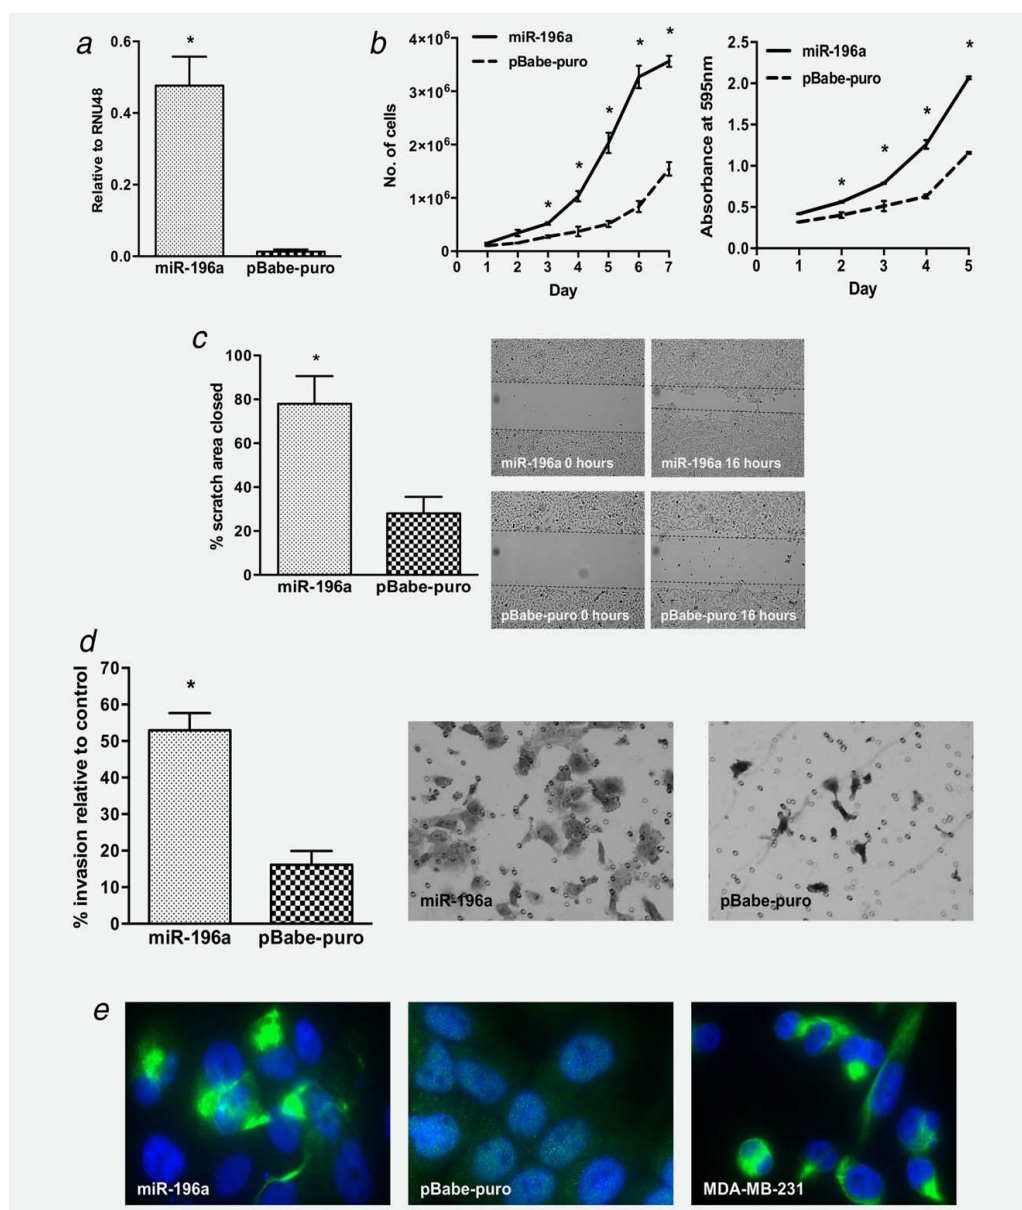 a
0.6
0.4
0.2
0.0
Relative to RNU48
*
miR-196a pBabe-puro
b
4×10⁶
3×10⁶
2×10⁶
1×10⁶
0
No. of cells
miR-196a
pBabe-puro
* * * * *
0 1 2 3 4 5 6 7
Day
2.5
2.0
1.5
1.0
0.5
0.0
Absorbance at 595nm
miR-196a
pBabe-puro
* * * *
0 1 2 3 4 5
Day
c
100
80
60
40
20
0
% scratch area closed
*
miR-196a pBabe-puro
miR-196a 0 hours
miR-196a 16 hours
pBabe-puro 0 hours
pBabe-puro 16 hours
d
70
60
50
40
30
20
10
0
% invasion relative to control
*
miR-196a pBabe-puro
miR-196a
pBabe-puro
e
miR-196a
pBabe-puro
MDA-MB-231